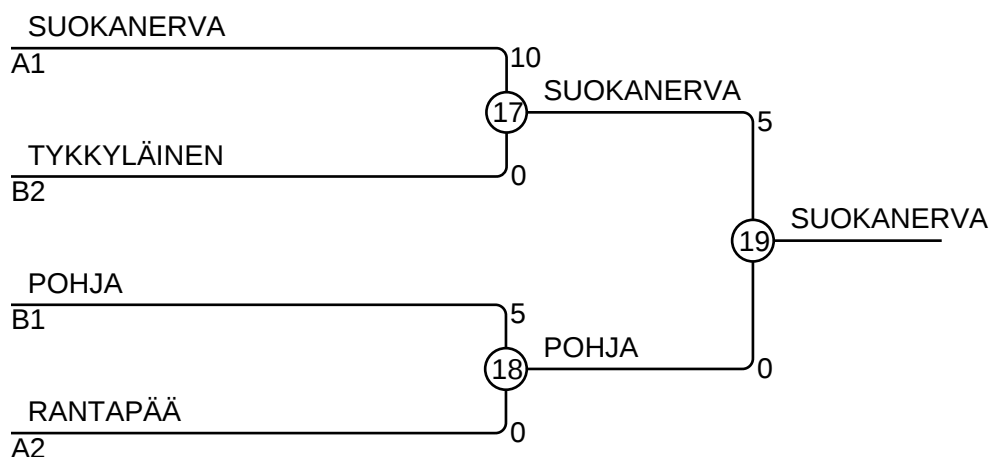 SUOKANERVA
A1
10
17
SUOKANERVA
5
TYKKYLÄINEN
B2
0
19
SUOKANERVA
POHJA
B1
5
18
POHJA
0
RANTAPÄÄ
A2
0